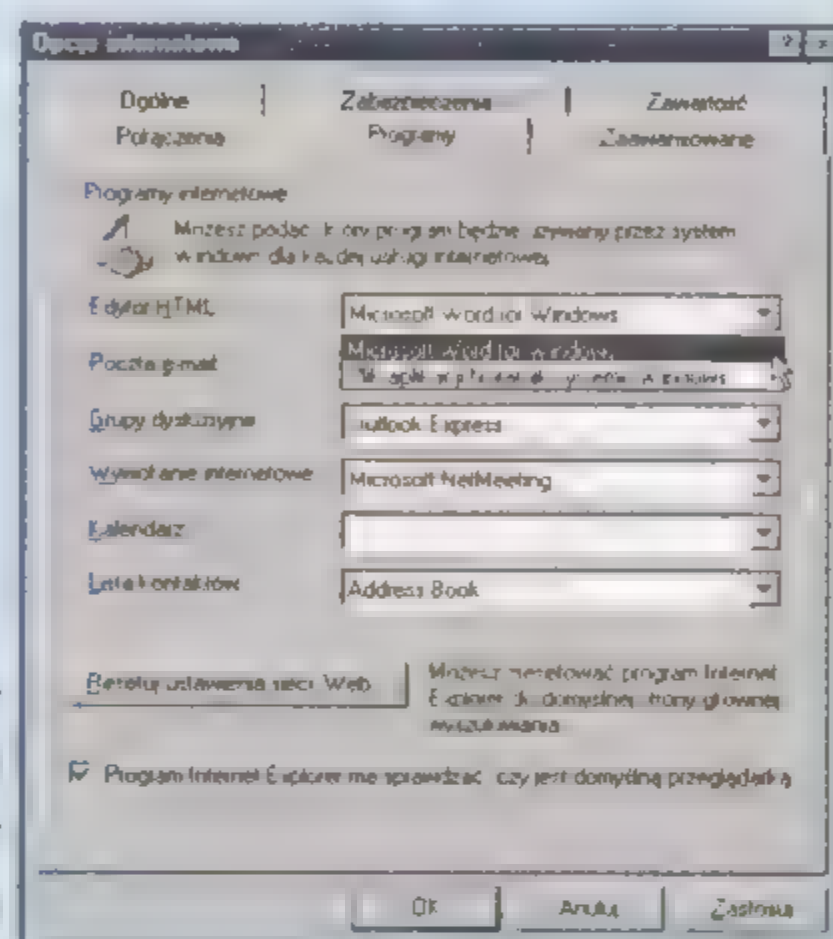 Opcje internetowe
Ogólne Zabezpieczenia Zawartość
Połączenia Programy Zaawansowane
Programy internetowe
Możesz podać, który program będzie używany przez system
Windows dla każdej usługi internetowej.
Edytor HTML Microsoft Word for Windows
Microsoft Word for Windows
Poczta e-mail
Grupy dyskusyjne Outlook Express
Wywołanie internetowe Microsoft NetMeeting
Kalendarz
Lista kontaktów Address Book
Resetuj ustawienia sieci Web Możesz zresetować program Internet
Explorer do domyślnej strony głównej
wyszukiwania
Program Internet Explorer ma sprawdzać, czy jest domyślną przeglądarką
OK Anuluj Zastosuj